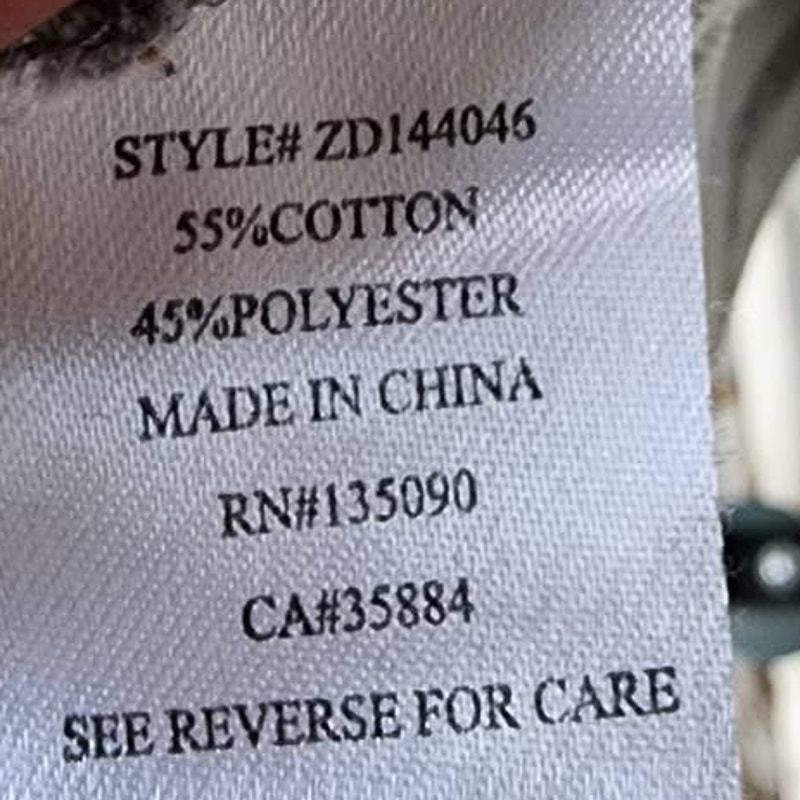 STYLE# ZD144046
55%COTTON
45%POLYESTER
MADE IN CHINA
RN#135090
CA#35884
SEE REVERSE FOR CARE